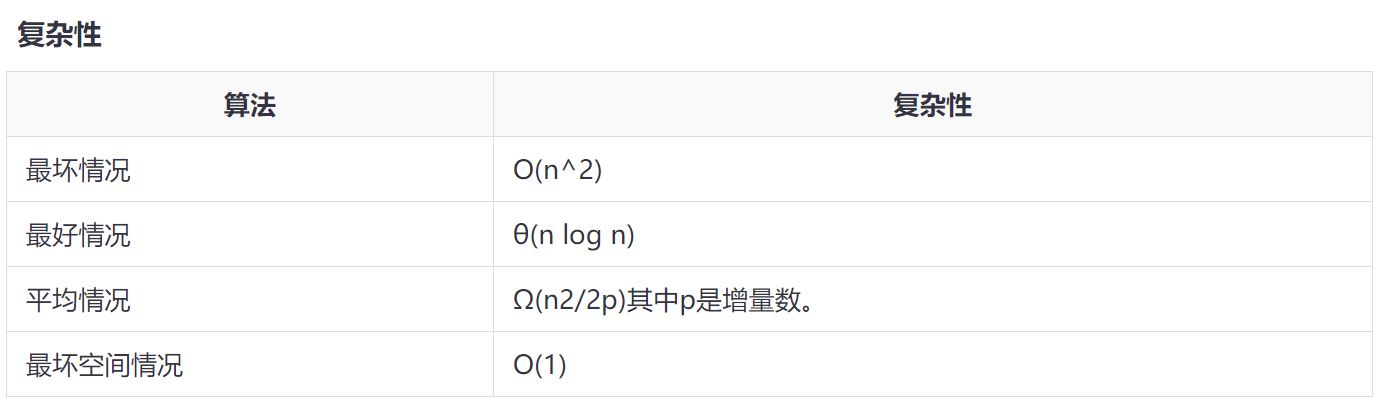 复杂性
算法 复杂性
最坏情况 O(n^2)
最好情况 θ(n log n)
平均情况 Ω(n2/2p)其中p是增量数。
最坏空间情况 O(1)